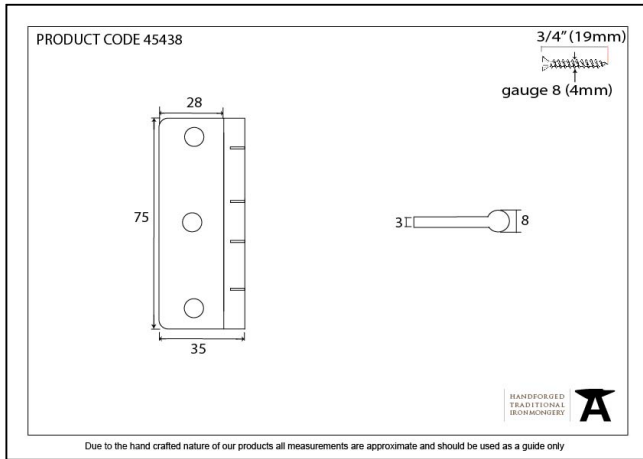 PRODUCT CODE 45438
3/4" (19mm)
gauge 8 (4mm)
28
75
35
3
8
HANDFORGED
TRADITIONAL
IRONMONGERY
Due to the hand crafted nature of our products all measurements are approximate and should be used as a guide only